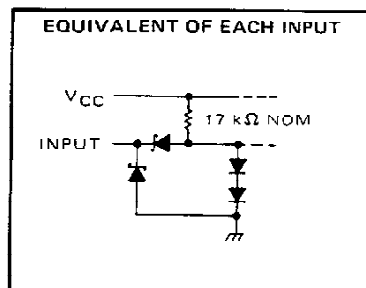 EQUIVALENT OF EACH INPUT
VCC
17 kΩ NOM
INPUT